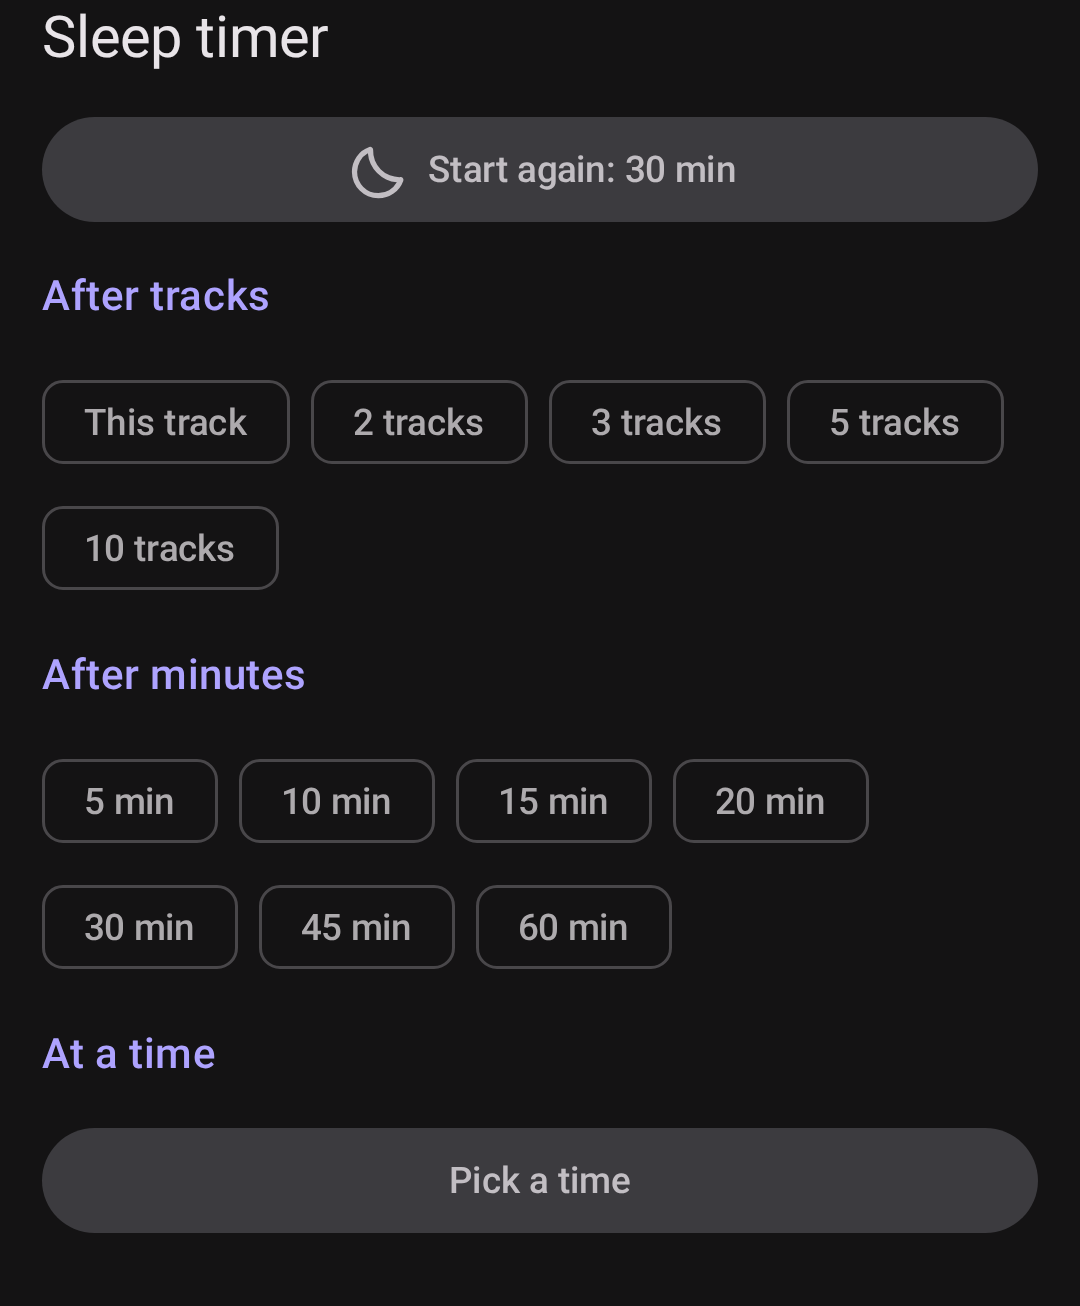 Sleep timer
Start again: 30 min
After tracks
This track 2 tracks 3 tracks 5 tracks
10 tracks
After minutes
5 min 10 min 15 min 20 min
30 min 45 min 60 min
At a time
Pick a time